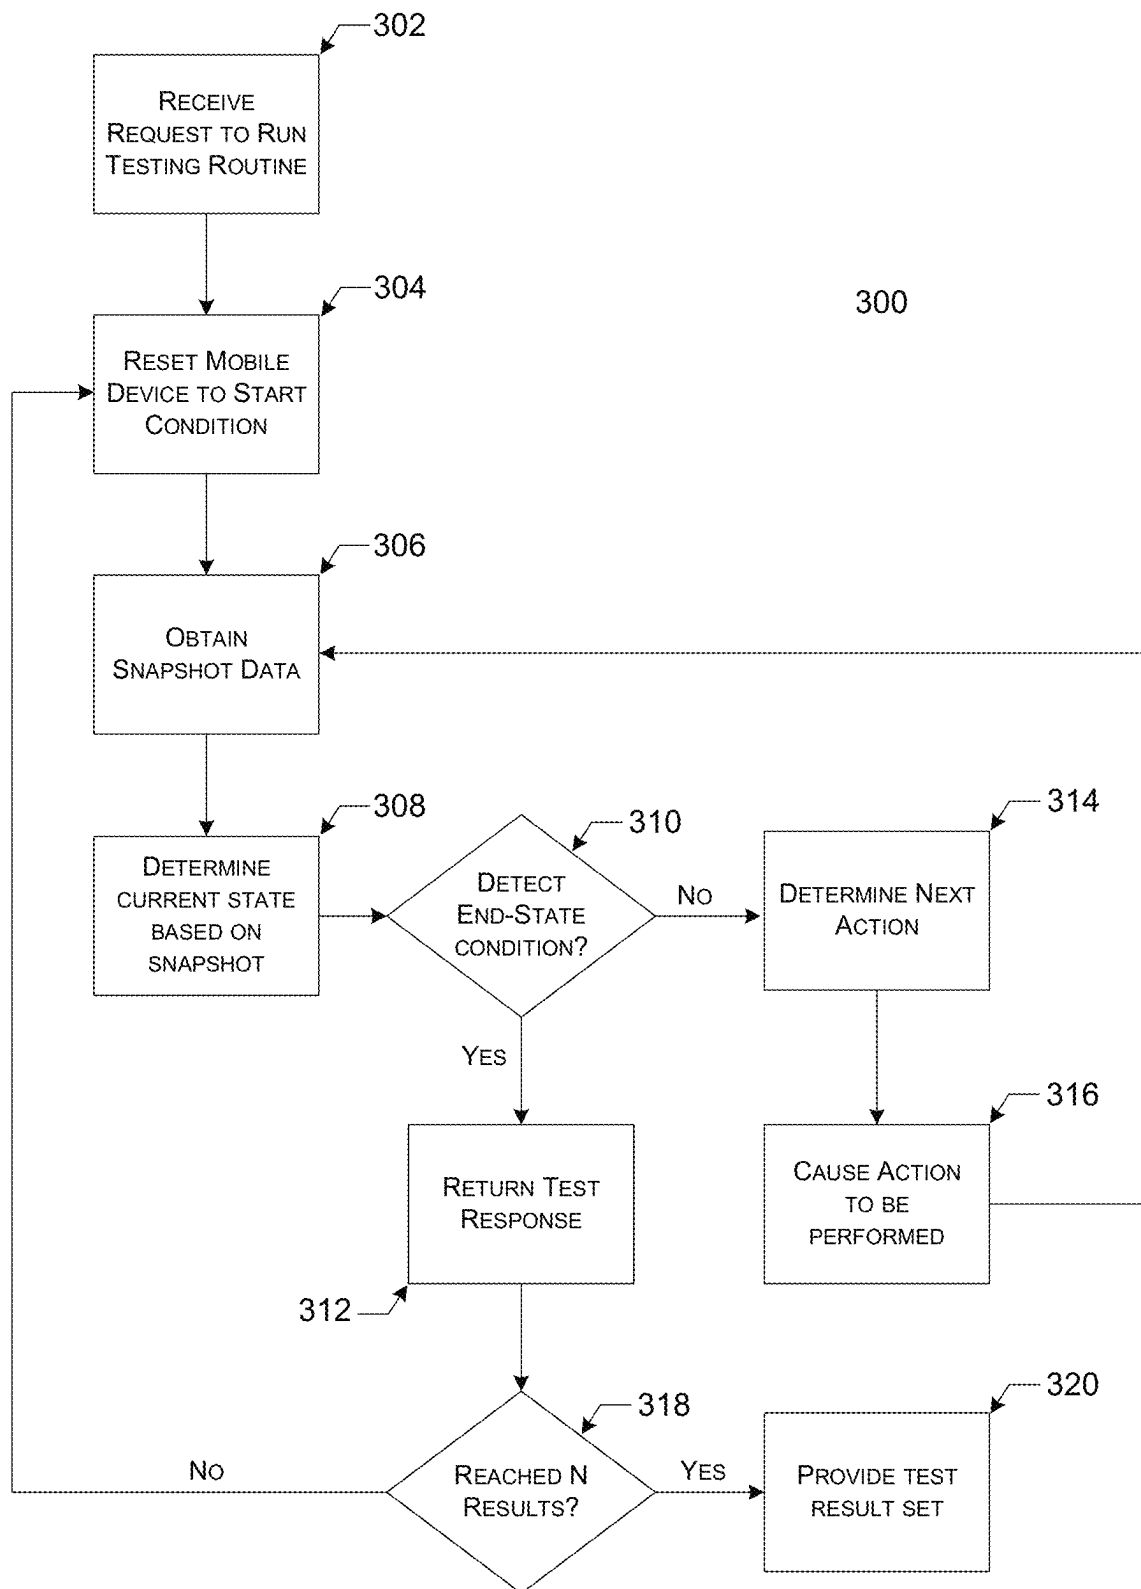 302
RECEIVE
REQUEST TO RUN
TESTING ROUTINE
304
300
RESET MOBILE
DEVICE TO START
CONDITION
306
OBTAIN
SNAPSHOT DATA
308
DETERMINE
CURRENT STATE
BASED ON
SNAPSHOT
310
DETECT
END-STATE
CONDITION?
NO
314
DETERMINE NEXT
ACTION
YES
316
CAUSE ACTION
TO BE
PERFORMED
RETURN TEST
RESPONSE
312
318
REACHED N
RESULTS?
NO
YES
320
PROVIDE TEST
RESULT SET